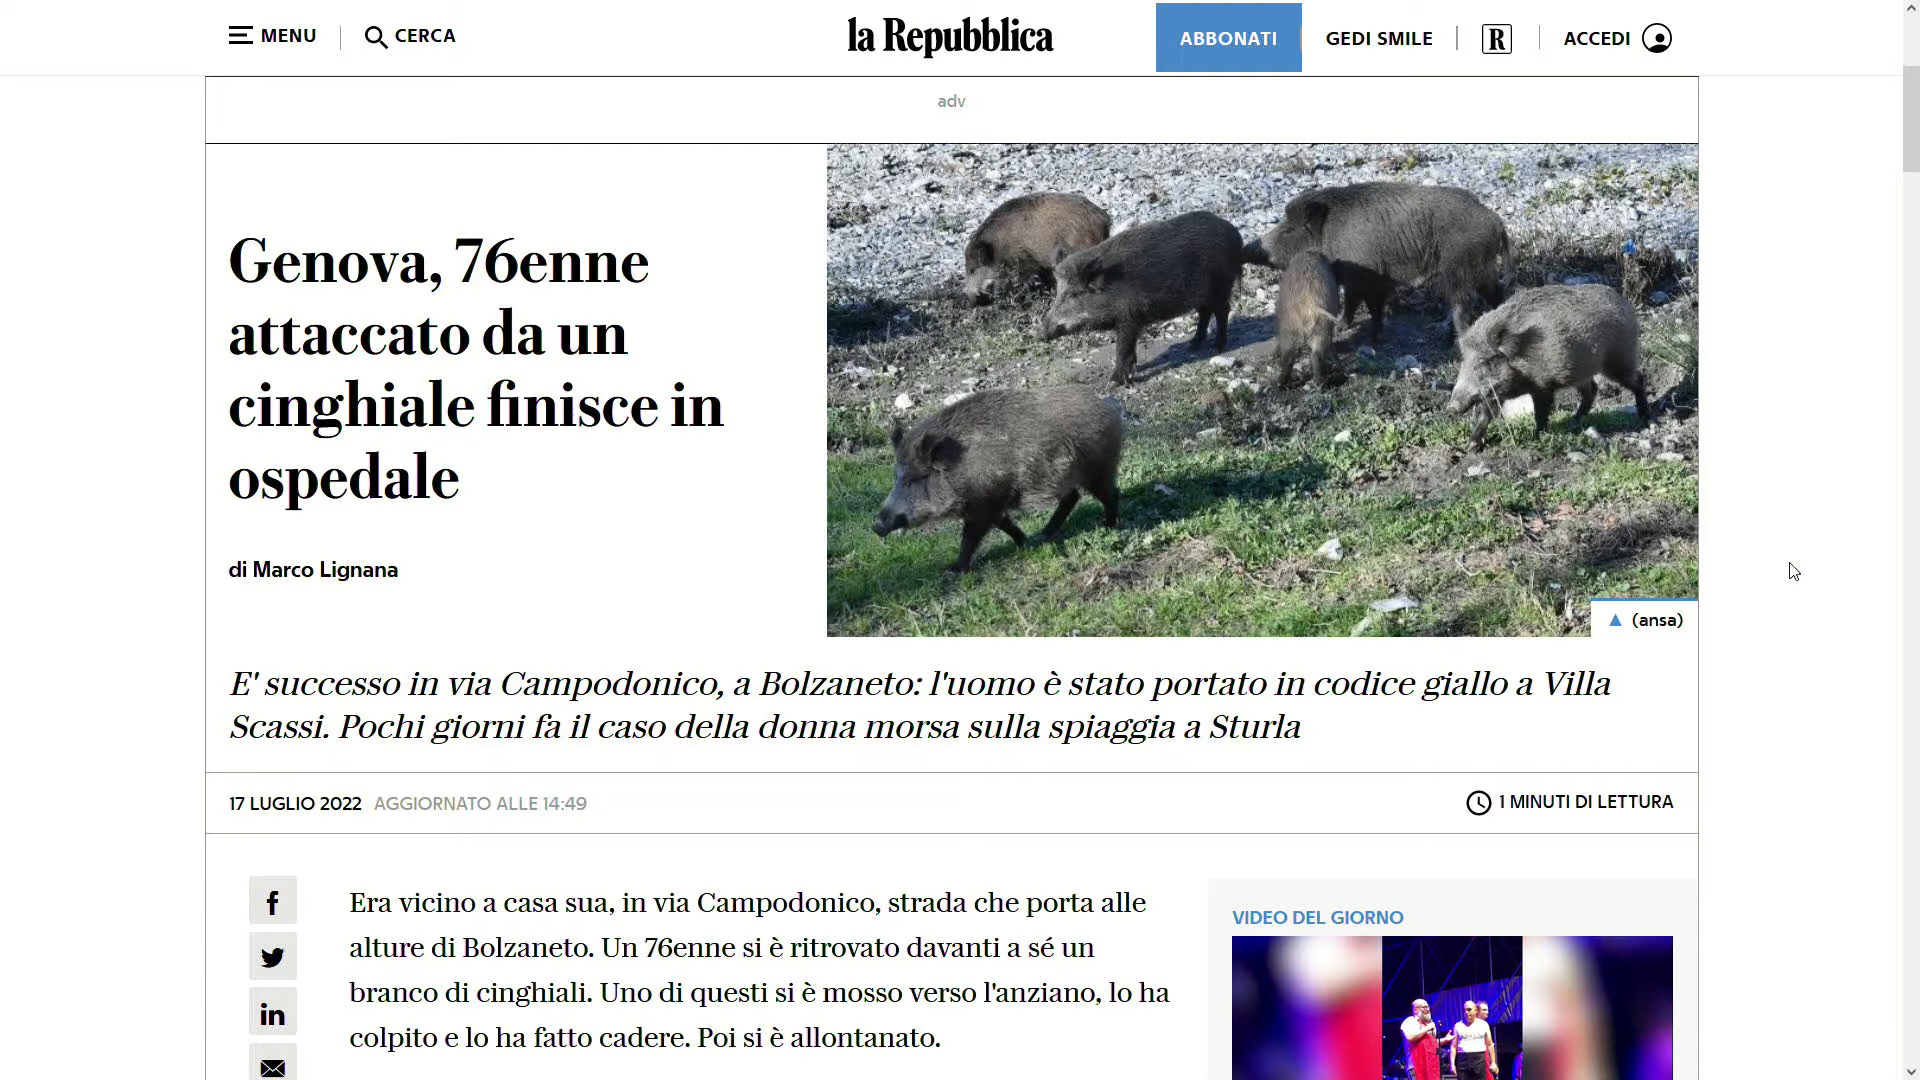 MENU
CERCA
la Repubblica
ABBONATI
GEDI SMILE
R
ACCEDI
adv
Genova, 76enne
attaccato da un
cinghiale finisce in
ospedale
di Marco Lignana
(ansa)
E' successo in via Campodonico, a Bolzaneto: l'uomo è stato portato in codice giallo a Villa
Scassi. Pochi giorni fa il caso della donna morsa sulla spiaggia a Sturla
17 LUGLIO 2022 AGGIORNATO ALLE 14:49
1 MINUTI DI LETTURA
Era vicino a casa sua, in via Campodonico, strada che porta alle
alture di Bolzaneto. Un 76enne si è ritrovato davanti a sé un
branco di cinghiali. Uno di questi si è mosso verso l'anziano, lo ha
colpito e lo ha fatto cadere. Poi si è allontanato.
VIDEO DEL GIORNO